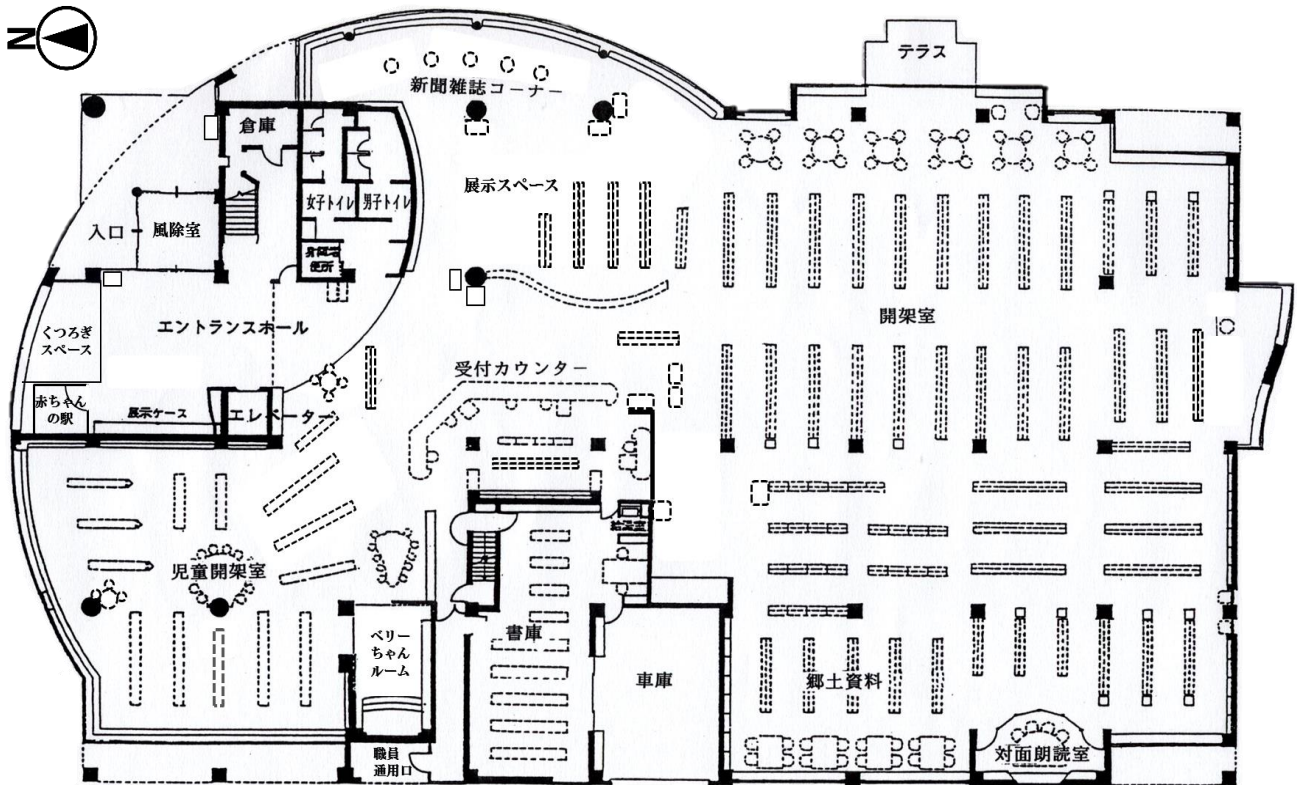 N
テラス
新聞雑誌コーナー
倉庫
展示スペース
女子トイレ
男子トイレ
入口
風除室
便所
開架室
エントランスホール
くつろぎ
スペース
受付カウンター
赤ちゃん
の駅
展示ケース
エレベーター
給湯室
児童開架室
ベリー
ちゃん
ルーム
書庫
車庫
郷土資料
対面朗読室
職員
通用口